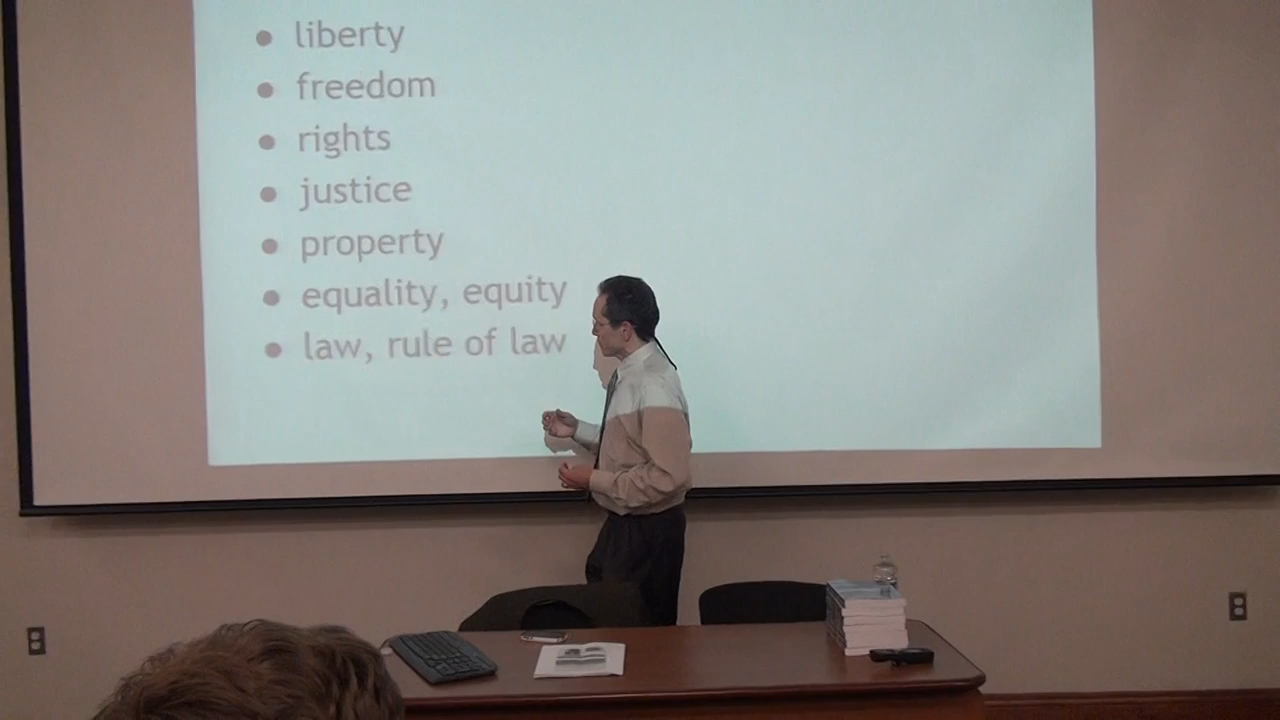 ● liberty
● freedom
● rights
● justice
● property
● equality, equity
● law, rule of law